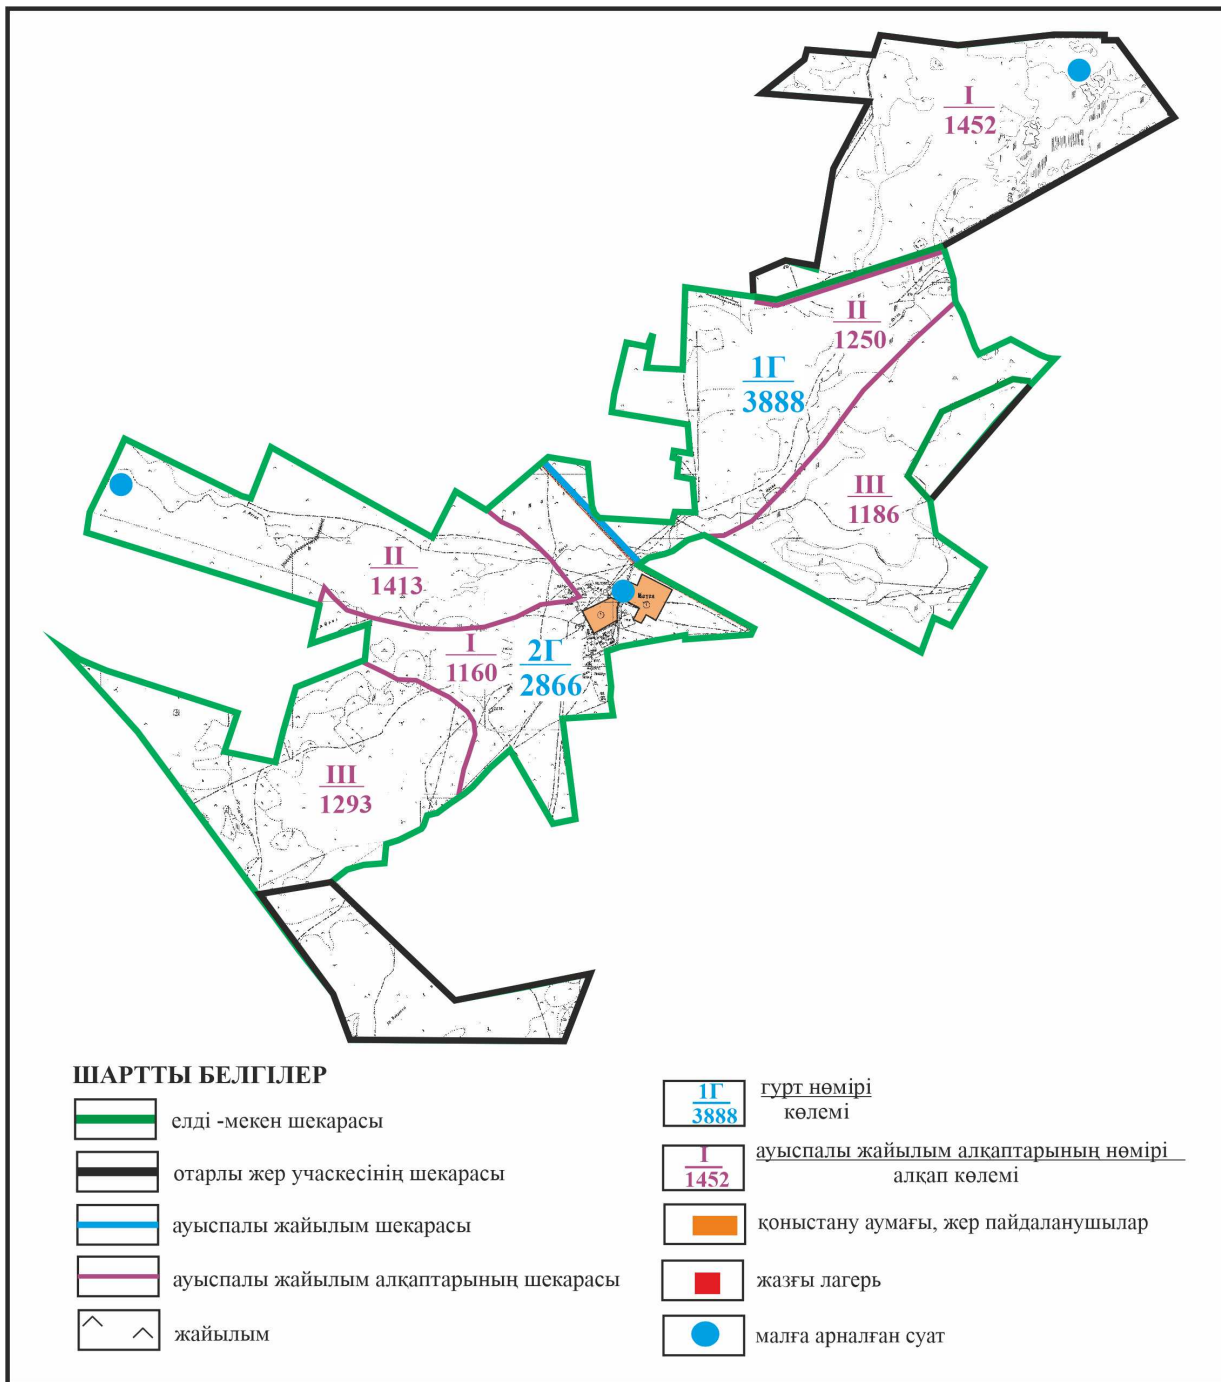 I
1452
II
1250
1Г
3888
III
1186
II
1413
I
1160
2Г
2866
III
1293
ШАРТТЫ БЕЛГІЛЕР
елді -мекен шекарасы
отарлы жер учаскесінің шекарасы
ауыспалы жайылым шекарасы
ауыспалы жайылым алқаптарының шекарасы
жайылым
1Г
3888
гурт нөмірі
көлемі
I
1452
ауыспалы жайылым алқаптарының нөмірі
алқап көлемі
қоныстану аумағы, жер пайдаланушылар
жазғы лагерь
малға арналған суат